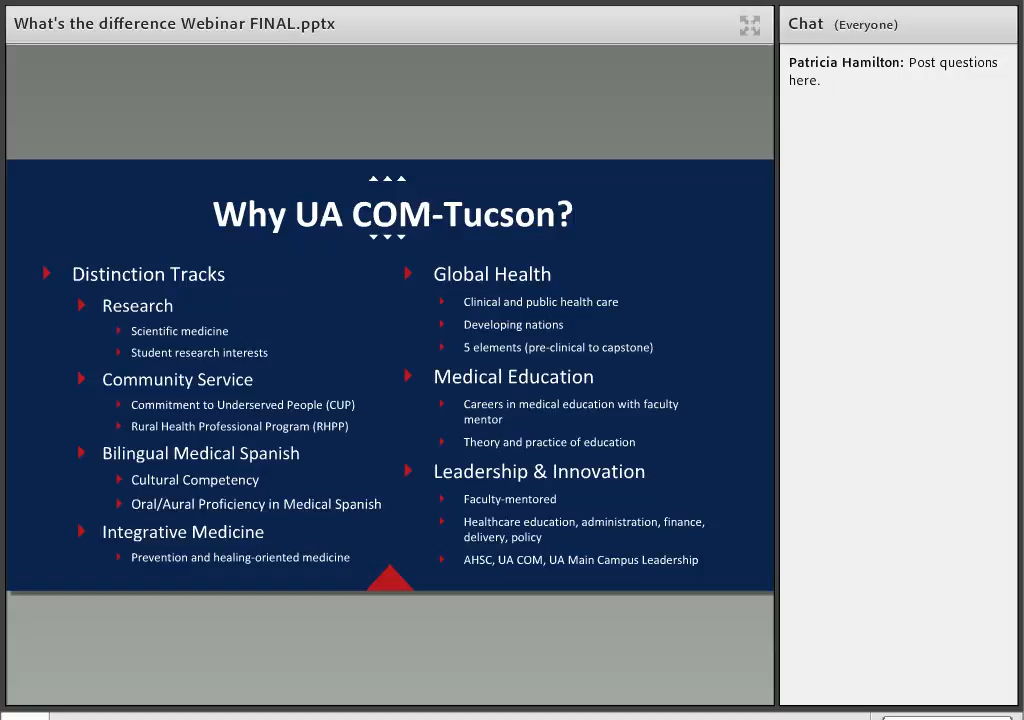 What's the difference Webinar FINAL.pptx
Why UA COM-Tucson?
Distinction Tracks
Research
Scientific medicine
Student research interests
Community Service
Commitment to Underserved People (CUP)
Rural Health Professional Program (RHPP)
Bilingual Medical Spanish
Cultural Competency
Oral/Aural Proficiency in Medical Spanish
Integrative Medicine
Prevention and healing-oriented medicine
Global Health
Clinical and public health care
Developing nations
5 elements (pre-clinical to capstone)
Medical Education
Careers in medical education with faculty
mentor
Theory and practice of education
Leadership & Innovation
Faculty-mentored
Healthcare education, administration, finance,
delivery, policy
AHSC, UA COM, UA Main Campus Leadership
Chat (Everyone)
Patricia Hamilton: Post questions
here.